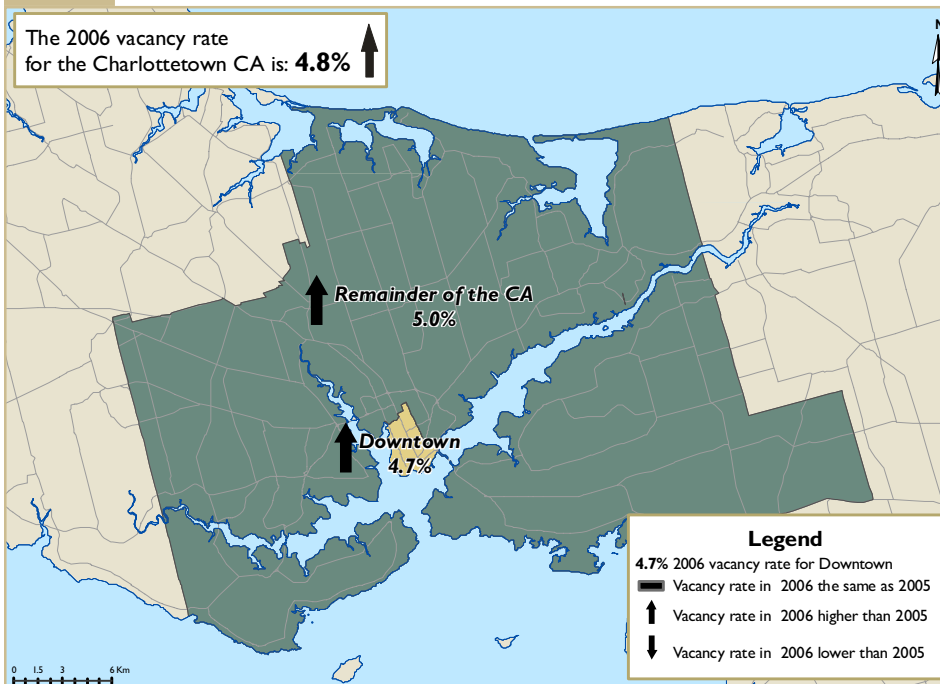 The 2006 vacancy rate
for the Charlottetown CA is: 4.8%
N
Remainder of the CA
5.0%
Downtown
4.7%
Legend
4.7% 2006 vacancy rate for Downtown
Vacancy rate in 2006 the same as 2005
Vacancy rate in 2006 higher than 2005
Vacancy rate in 2006 lower than 2005
0 1.5 3 6 Km